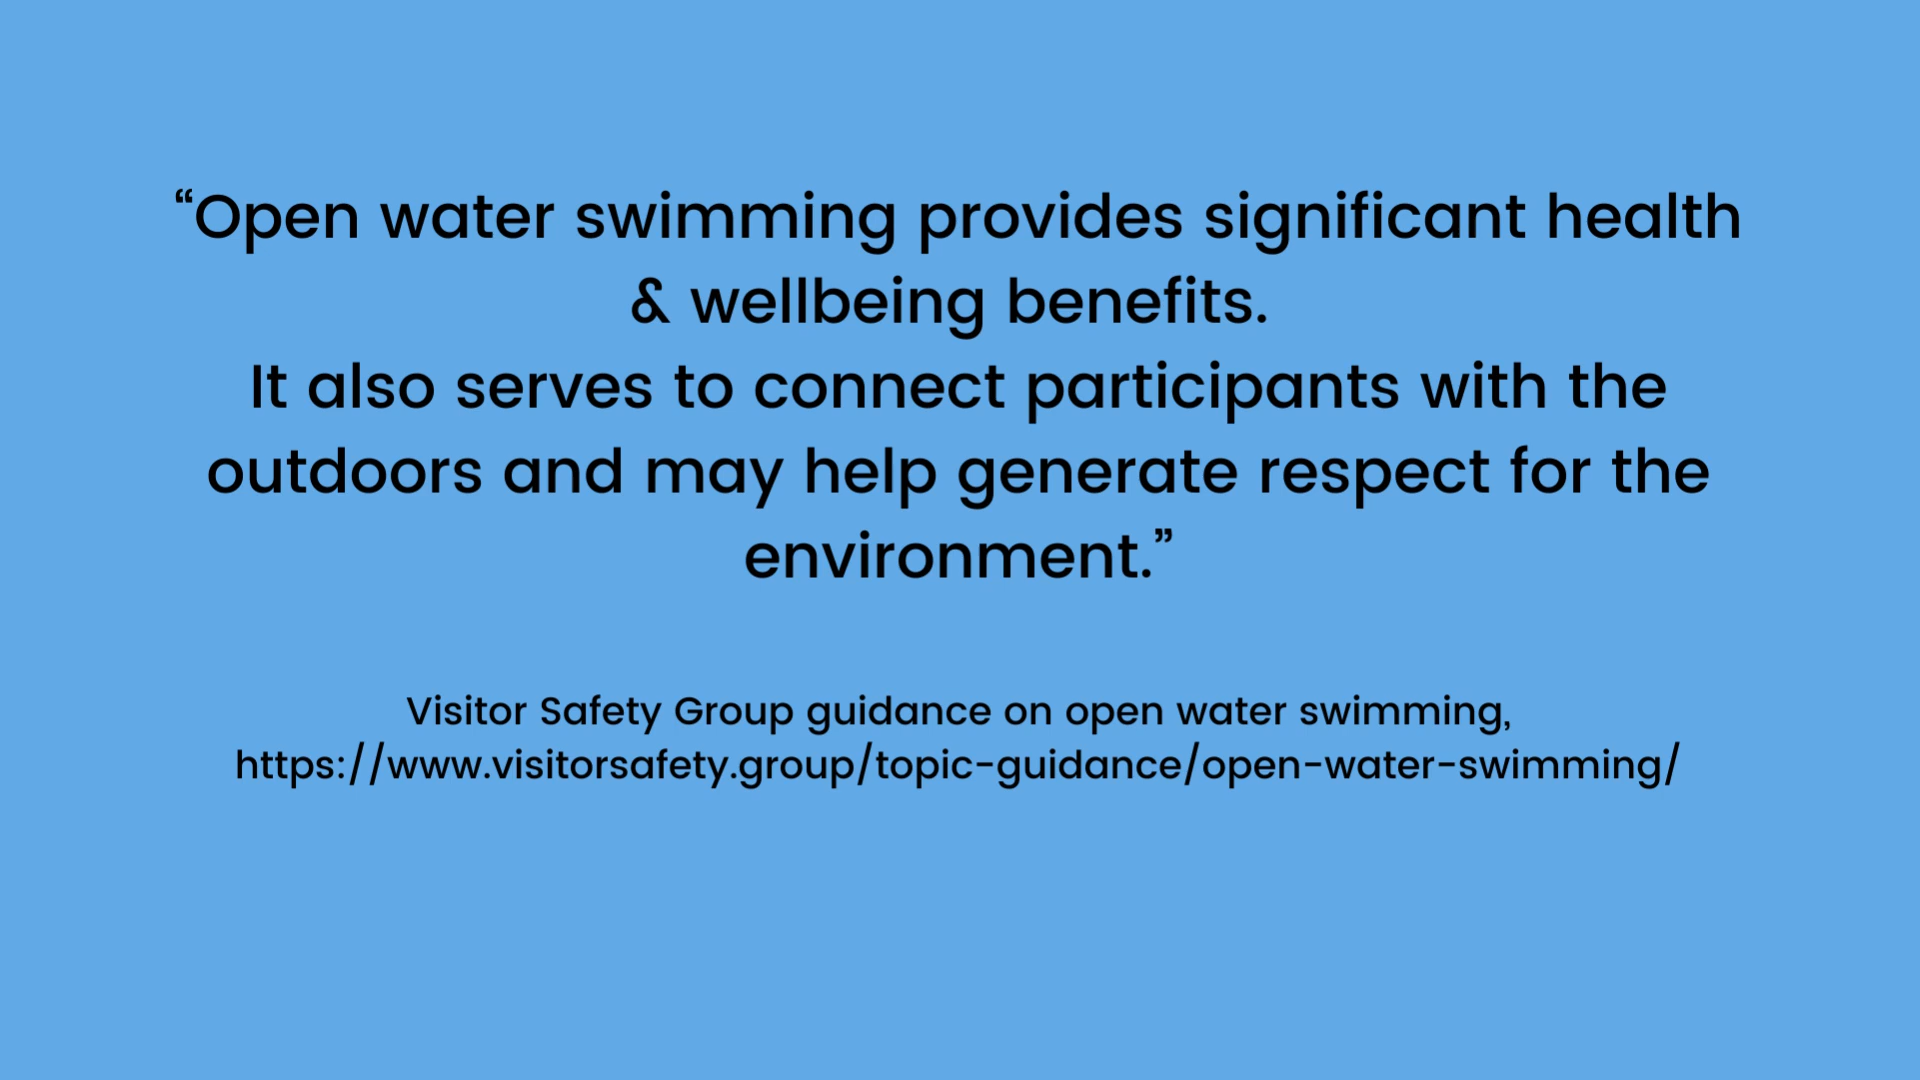 “Open water swimming provides significant health
& wellbeing benefits.
It also serves to connect participants with the
outdoors and may help generate respect for the
environment.”
Visitor Safety Group guidance on open water swimming,
https://www.visitorsafety.group/topic-guidance/open-water-swimming/